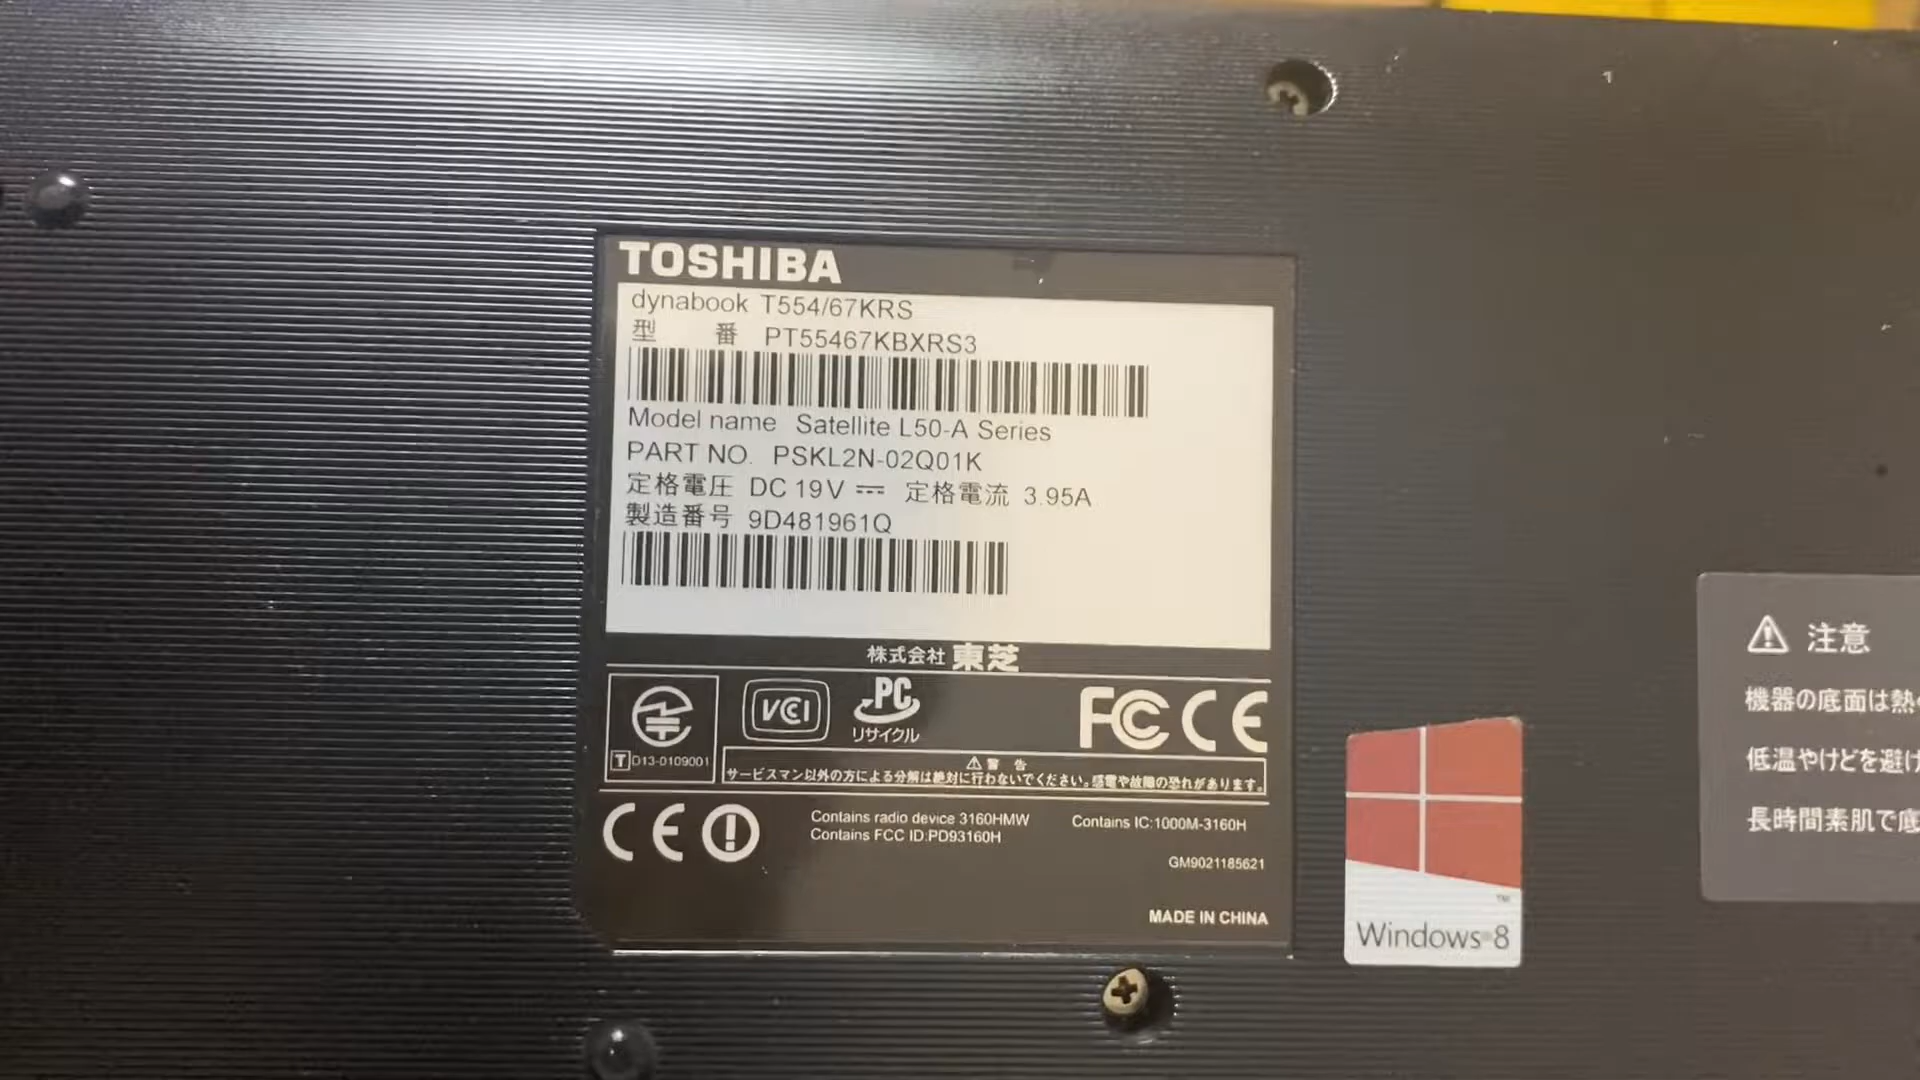 TOSHIBA
dynabook T554/67KRS
型 番 PT55467KBXRS3
Model name Satellite L50-A Series
PART NO. PSKL2N-02Q01K
定格電圧 DC 19V 定格電流 3.95A
製造番号 9D481961Q
株式会社 東芝
VCI
PC
リサイクル
FC CE
T D13-0109001
⚠ 警 告
サービスマン以外の方による分解は絶対に行わないでください。感電や故障の恐れがあります。
CE
Contains radio device 3160HMW
Contains FCC ID:PD93160H
Contains IC:1000M-3160H
GM9021185621
MADE IN CHINA
Windows 8
TM
⚠ 注意
機器の底面は熱
低温やけどを避け
長時間素肌で底